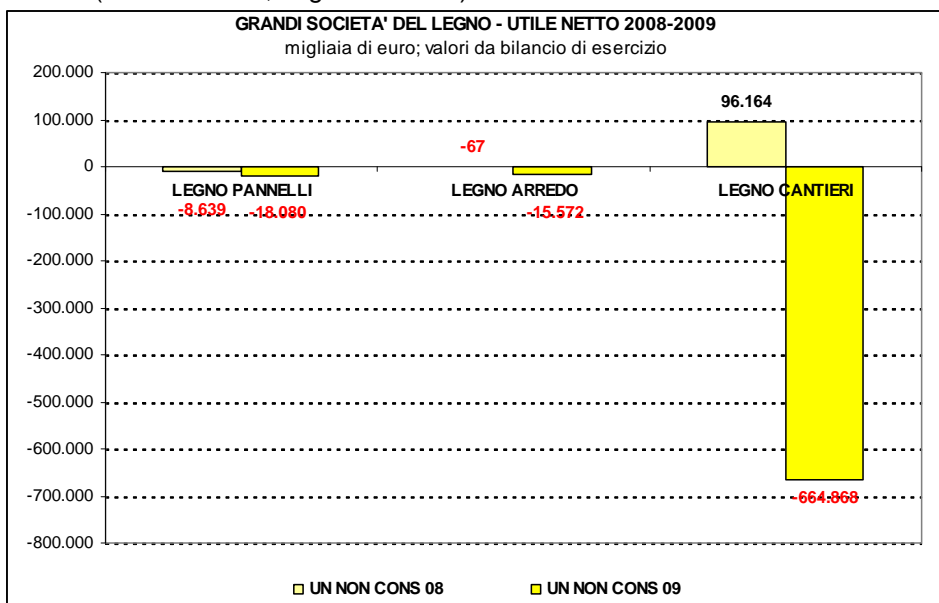 GRANDI SOCIETA' DEL LEGNO - UTILE NETTO 2008-2009
migliaia di euro; valori da bilancio di esercizio
200.000
96.164
100.000
-67
0
LEGNO PANNELLI LEGNO ARREDO LEGNO CANTIERI
-8.639 -18.080 -15.572
-100.000
-200.000
-300.000
-400.000
-500.000
-600.000
-700.000
-664.868
-800.000
UN NON CONS 08 UN NON CONS 09